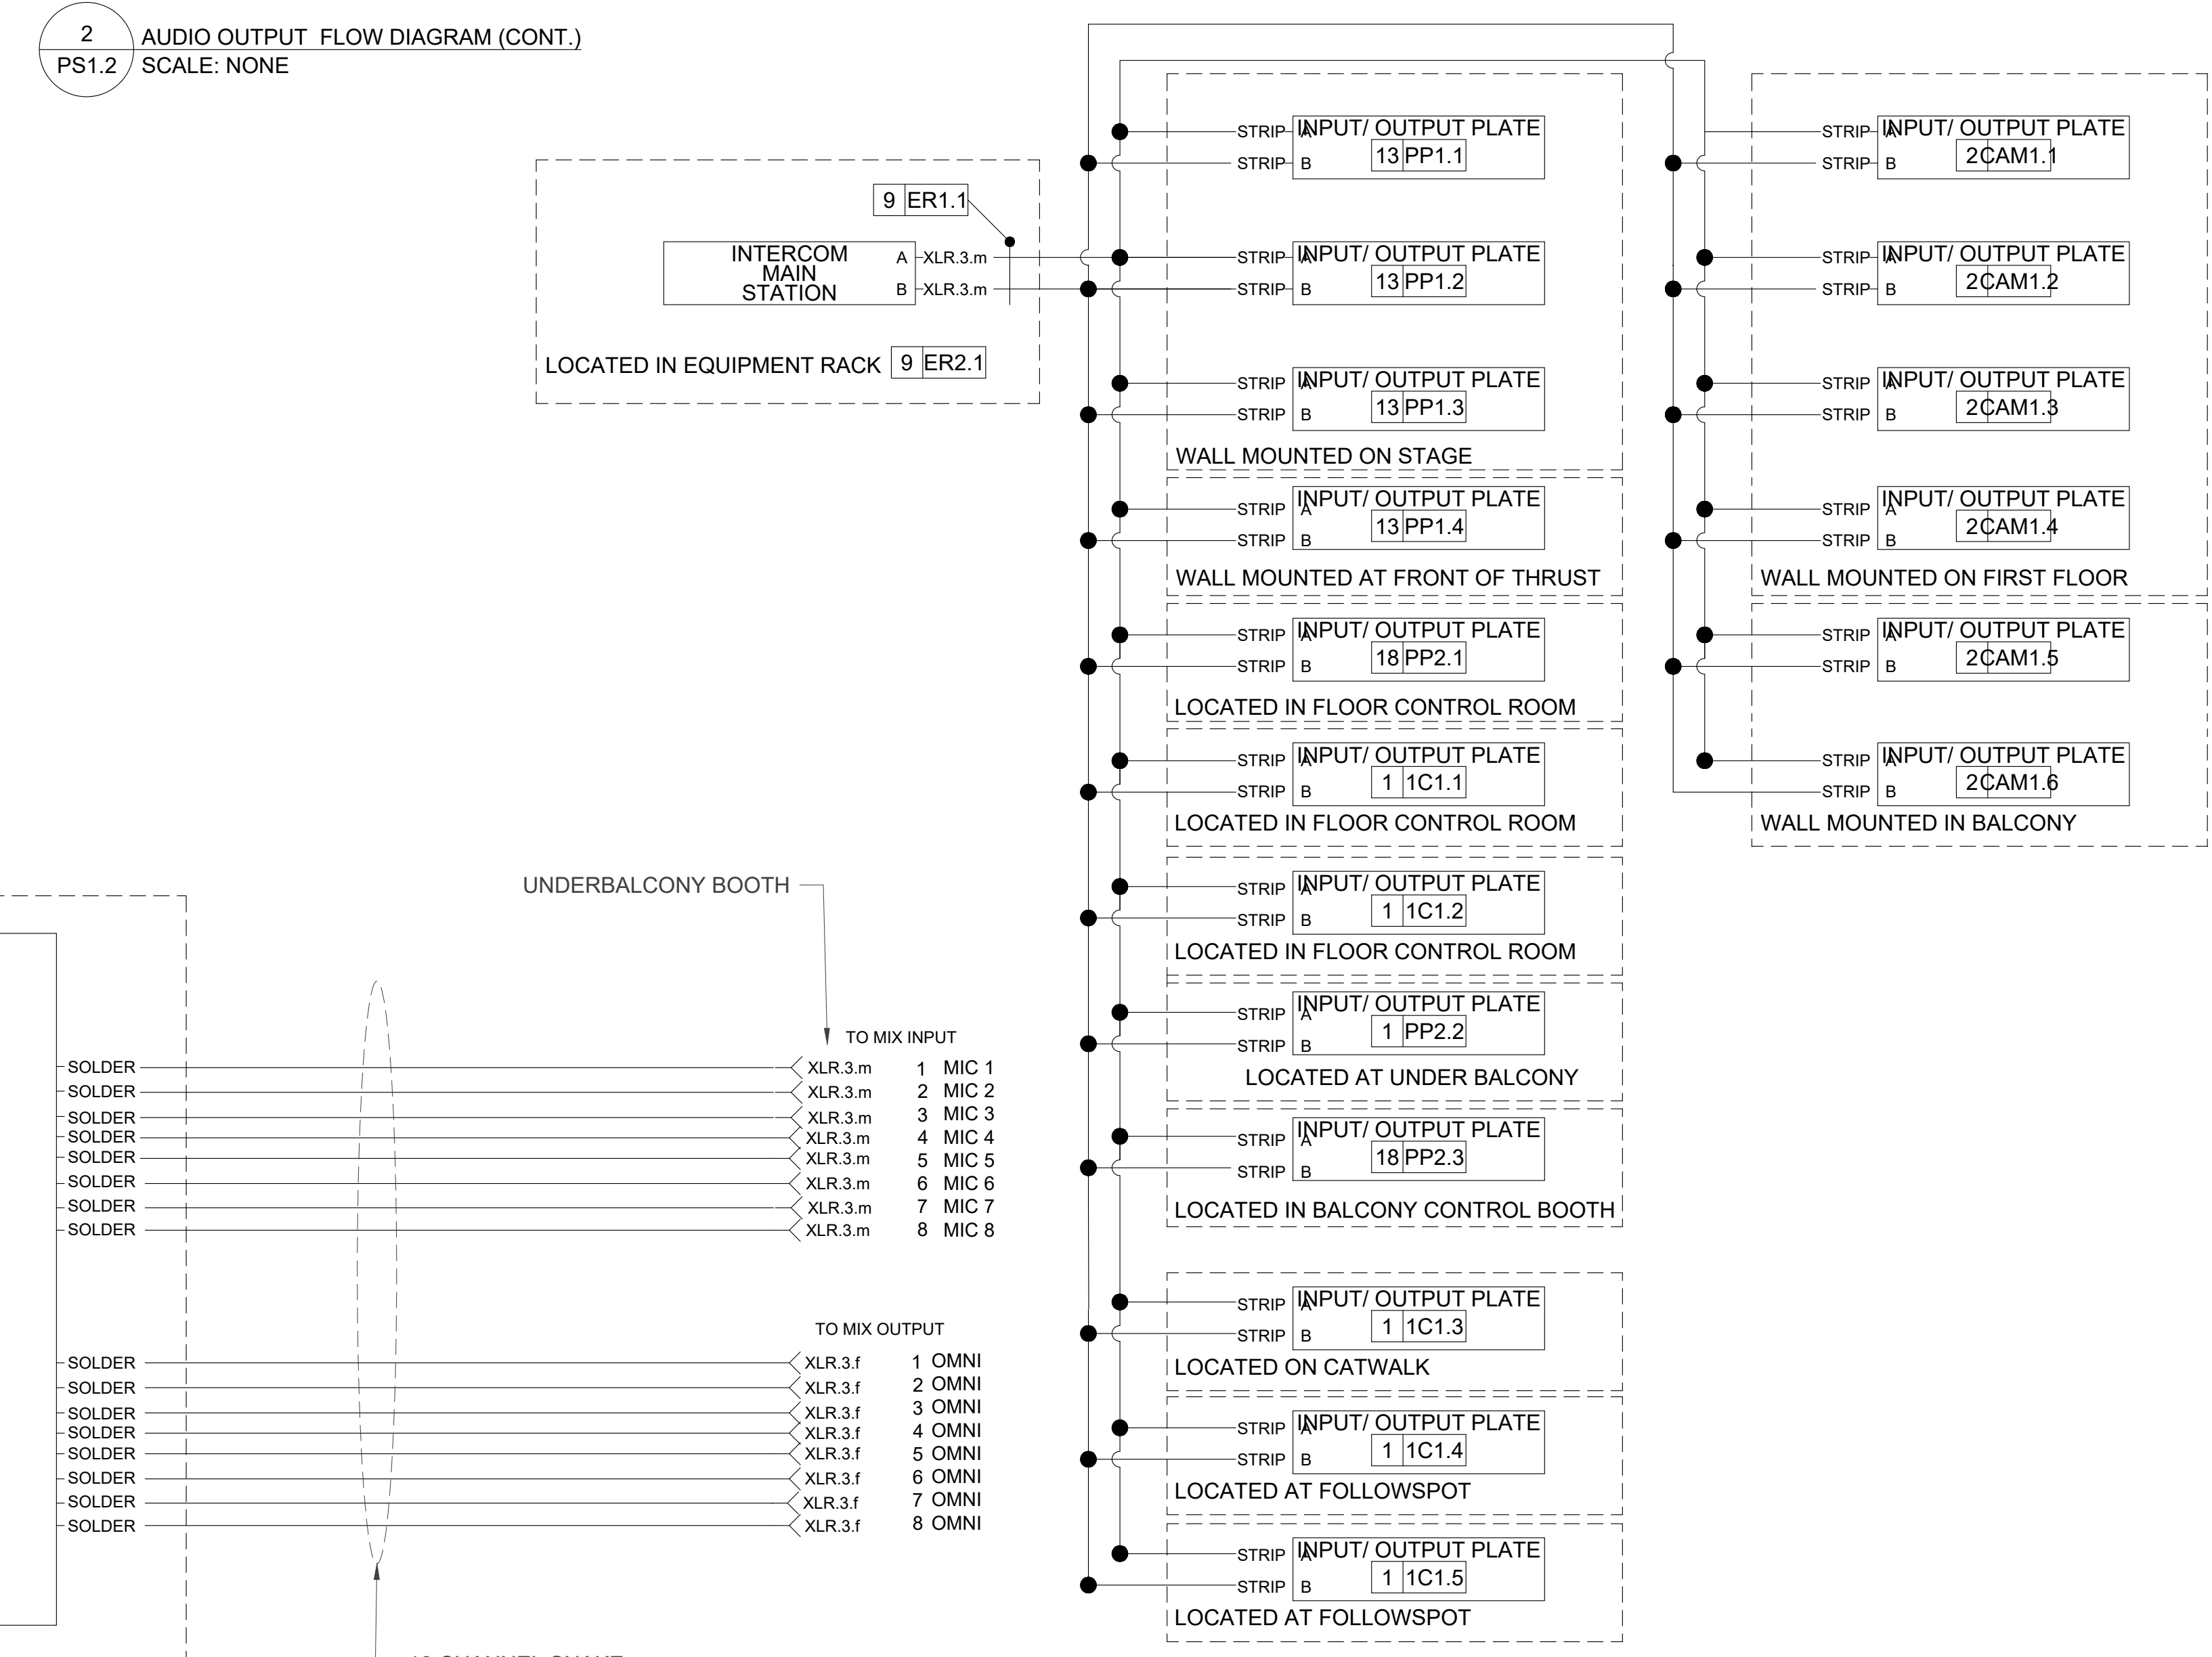 2
PS1.2
AUDIO OUTPUT FLOW DIAGRAM (CONT.)
SCALE: NONE
9 ER1.1
INTERCOM
MAIN
STATION
A XLR.3.m
B XLR.3.m
LOCATED IN EQUIPMENT RACK 9 ER2.1
STRIP A INPUT/ OUTPUT PLATE
STRIP B 13 PP1.1
STRIP A INPUT/ OUTPUT PLATE
STRIP B 13 PP1.2
STRIP A INPUT/ OUTPUT PLATE
STRIP B 13 PP1.3
WALL MOUNTED ON STAGE
STRIP A INPUT/ OUTPUT PLATE
STRIP B 13 PP1.4
WALL MOUNTED AT FRONT OF THRUST
STRIP A INPUT/ OUTPUT PLATE
STRIP B 18 PP2.1
LOCATED IN FLOOR CONTROL ROOM
STRIP A INPUT/ OUTPUT PLATE
STRIP B 1 1C1.1
LOCATED IN FLOOR CONTROL ROOM
STRIP A INPUT/ OUTPUT PLATE
STRIP B 1 1C1.2
LOCATED IN FLOOR CONTROL ROOM
STRIP A INPUT/ OUTPUT PLATE
STRIP B 1 PP2.2
LOCATED AT UNDER BALCONY
STRIP A INPUT/ OUTPUT PLATE
STRIP B 18 PP2.3
LOCATED IN BALCONY CONTROL BOOTH
STRIP A INPUT/ OUTPUT PLATE
STRIP B 1 1C1.3
LOCATED ON CATWALK
STRIP A INPUT/ OUTPUT PLATE
STRIP B 1 1C1.4
LOCATED AT FOLLOWSPOT
STRIP A INPUT/ OUTPUT PLATE
STRIP B 1 1C1.5
LOCATED AT FOLLOWSPOT
STRIP A INPUT/ OUTPUT PLATE
STRIP B 2 CAM1.1
STRIP A INPUT/ OUTPUT PLATE
STRIP B 2 CAM1.2
STRIP A INPUT/ OUTPUT PLATE
STRIP B 2 CAM1.3
STRIP A INPUT/ OUTPUT PLATE
STRIP B 2 CAM1.4
WALL MOUNTED ON FIRST FLOOR
STRIP A INPUT/ OUTPUT PLATE
STRIP B 2 CAM1.5
STRIP A INPUT/ OUTPUT PLATE
STRIP B 2 CAM1.6
WALL MOUNTED IN BALCONY
UNDERBALCONY BOOTH
TO MIX INPUT
SOLDER XLR.3.m 1 MIC 1
SOLDER XLR.3.m 2 MIC 2
SOLDER XLR.3.m 3 MIC 3
SOLDER XLR.3.m 4 MIC 4
SOLDER XLR.3.m 5 MIC 5
SOLDER XLR.3.m 6 MIC 6
SOLDER XLR.3.m 7 MIC 7
SOLDER XLR.3.m 8 MIC 8
TO MIX OUTPUT
SOLDER XLR.3.f 1 OMNI
SOLDER XLR.3.f 2 OMNI
SOLDER XLR.3.f 3 OMNI
SOLDER XLR.3.f 4 OMNI
SOLDER XLR.3.f 5 OMNI
SOLDER XLR.3.f 6 OMNI
SOLDER XLR.3.f 7 OMNI
SOLDER XLR.3.f 8 OMNI